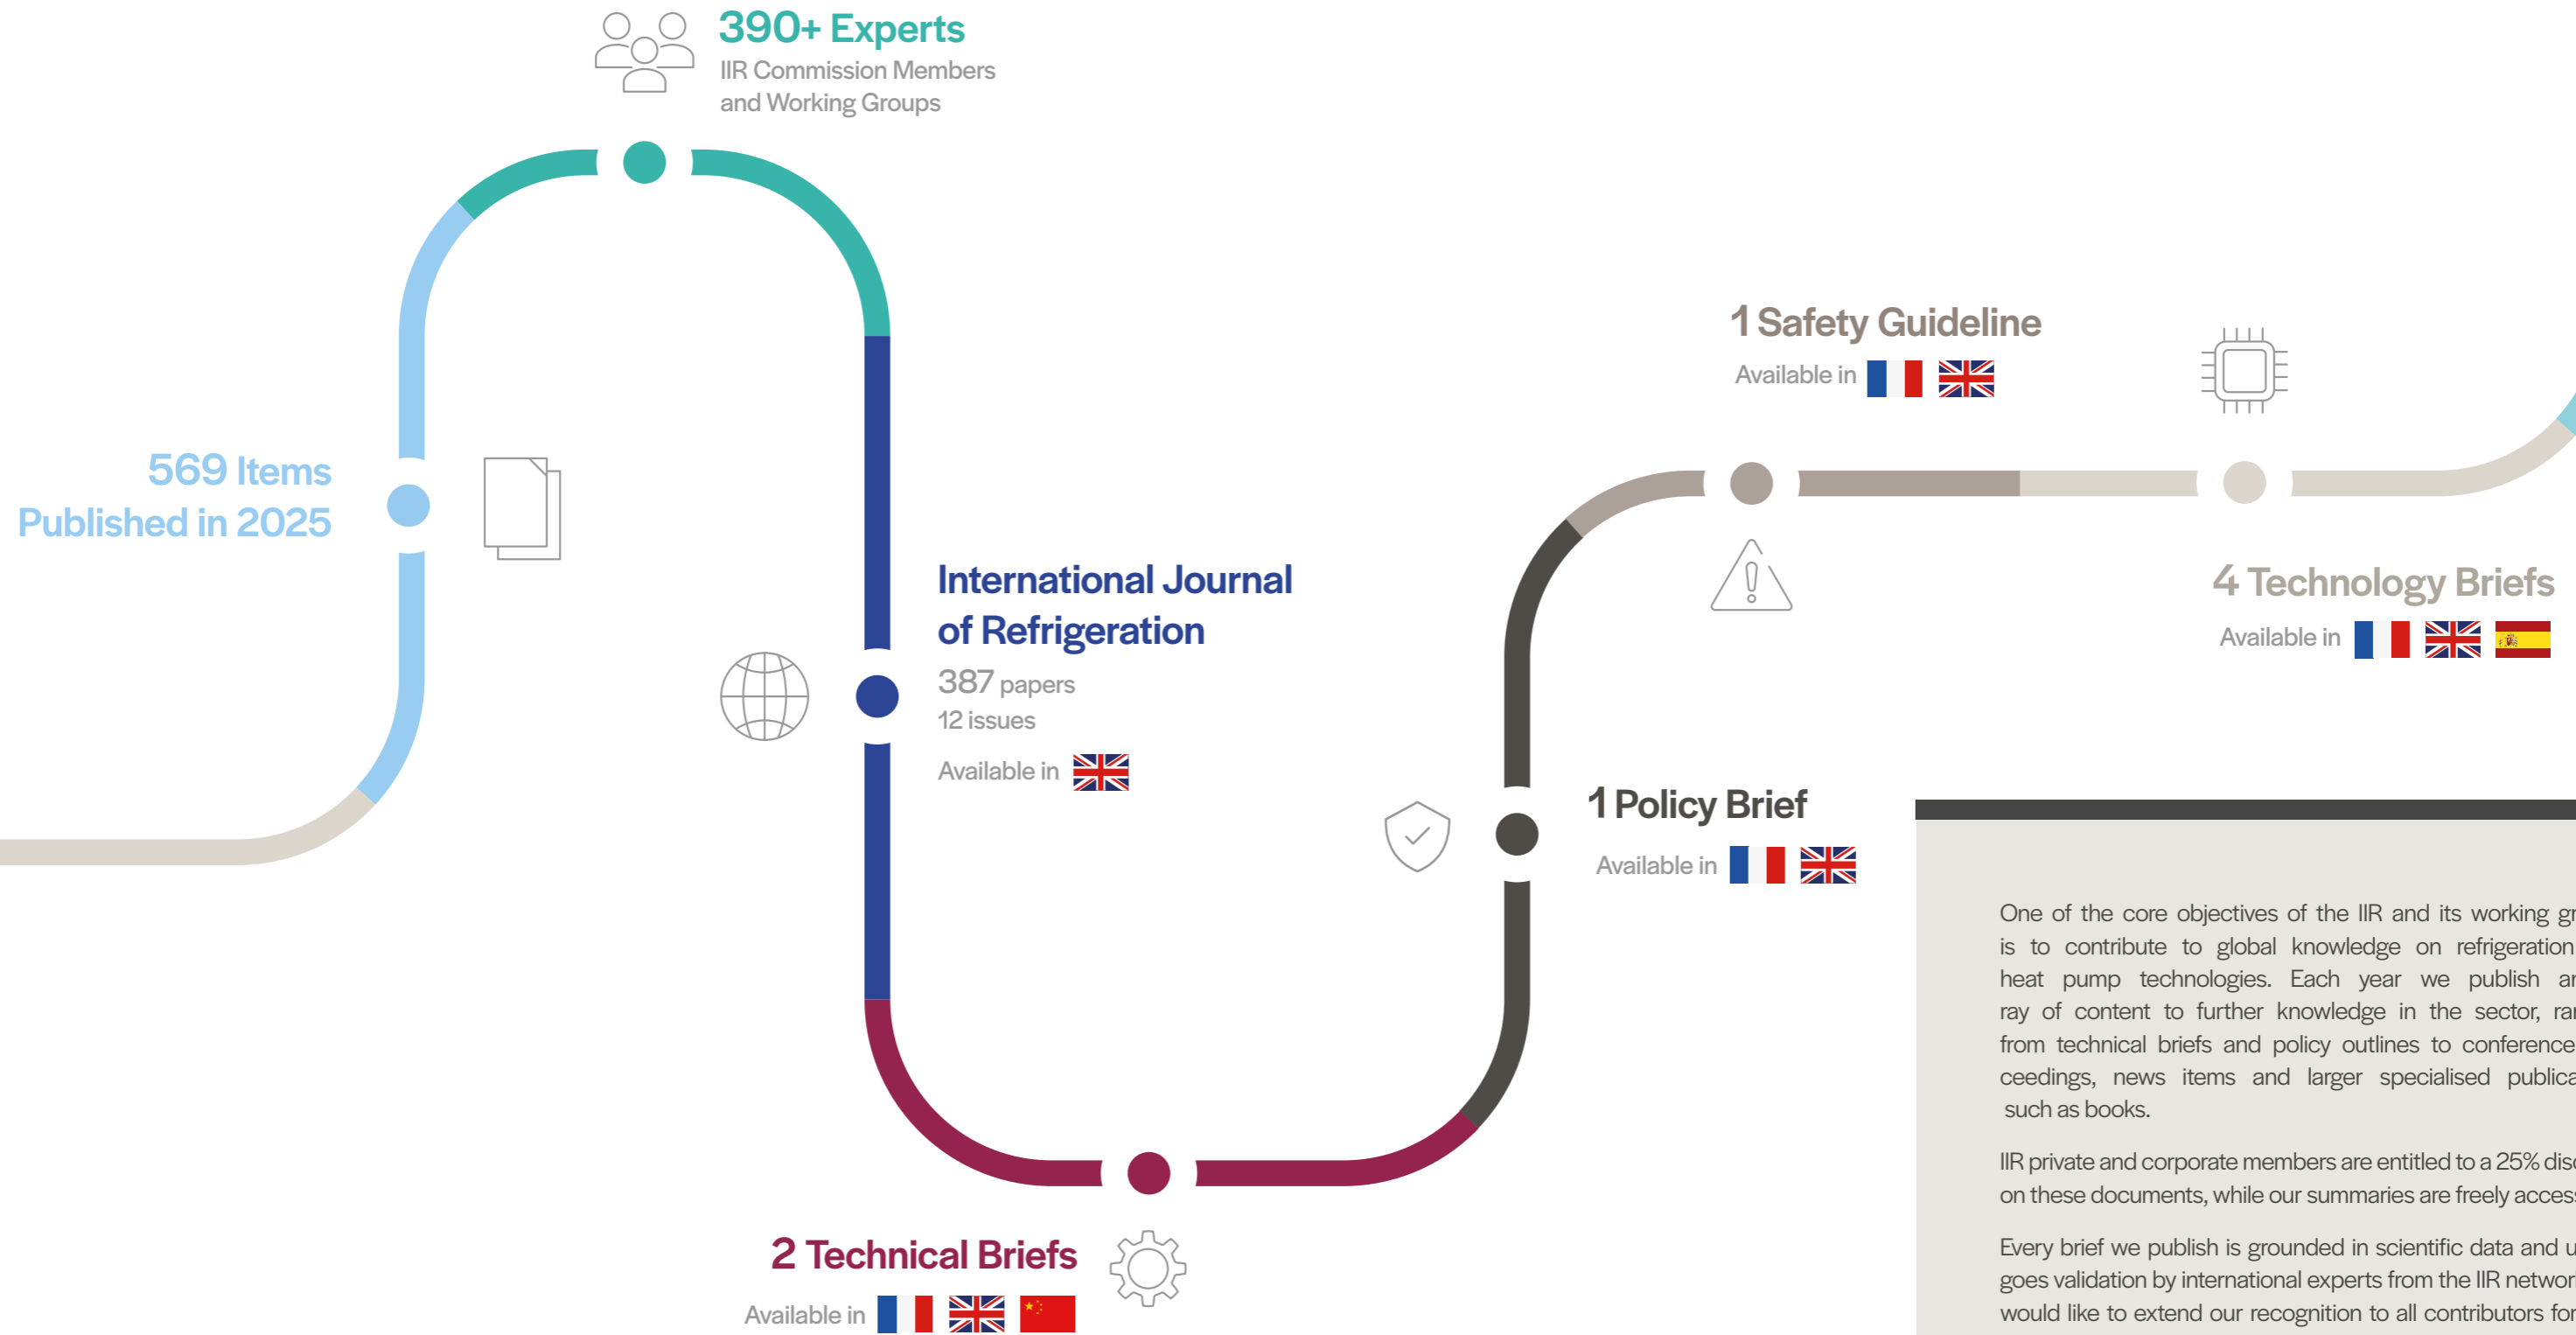 390+ Experts
IIR Commission Members
and Working Groups
569 Items
Published in 2025
International Journal
of Refrigeration
387 papers
12 issues
Available in
2 Technical Briefs
Available in
1 Policy Brief
Available in
1 Safety Guideline
Available in
4 Technology Briefs
Available in
One of the core objectives of the IIR and its working
is to contribute to global knowledge on refrigeration
heat pump technologies. Each year we publish
ray of content to further knowledge in the sector,
from technical briefs and policy outlines to conference
ceedings, news items and larger specialised
such as books.
IIR private and corporate members are entitled to a 25%
on these documents, while our summaries are freely
Every brief we publish is grounded in scientific data and
goes validation by international experts from the IIR network
would like to extend our recognition to all contributors for